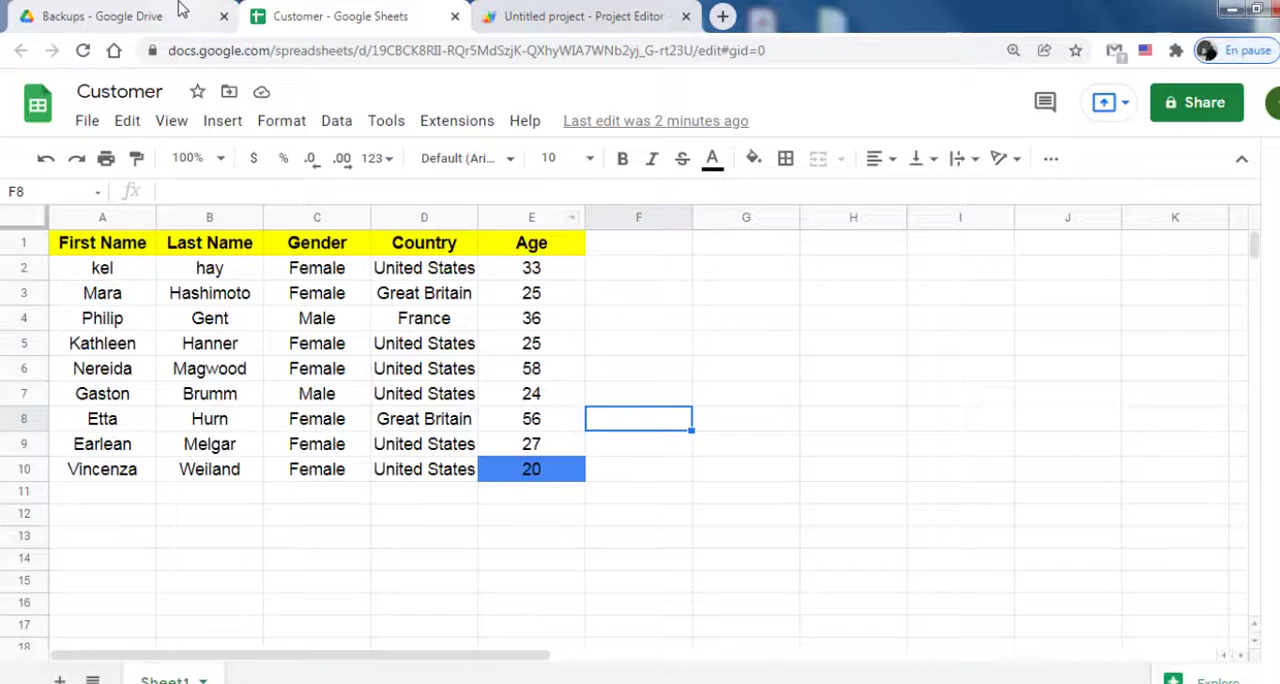 Backups - Google Drive
Customer - Google Sheets
Untitled project - Project Editor
docs.google.com/spreadsheets/d/19CBCK8RII-RQr5MdSzjK-QXhyWIA7WNb2yj_G-rt23U/edit#gid=0
En pause
Customer
Share
File Edit View Insert Format Data Tools Extensions Help Last edit was 2 minutes ago
100% $ % .0 .00 123 Default (Ari... 10 B I S A
F8 fx
A B C D E F G H I J K
1 First Name Last Name Gender Country Age
2 kel hay Female United States 33
3 Mara Hashimoto Female Great Britain 25
4 Philip Gent Male France 36
5 Kathleen Hanner Female United States 25
6 Nereida Magwood Female United States 58
7 Gaston Brumm Male United States 24
8 Etta Hurn Female Great Britain 56
9 Earlean Melgar Female United States 27
10 Vincenza Weiland Female United States 20
11
12
13
14
15
16
17
18
Sheet1
Explore